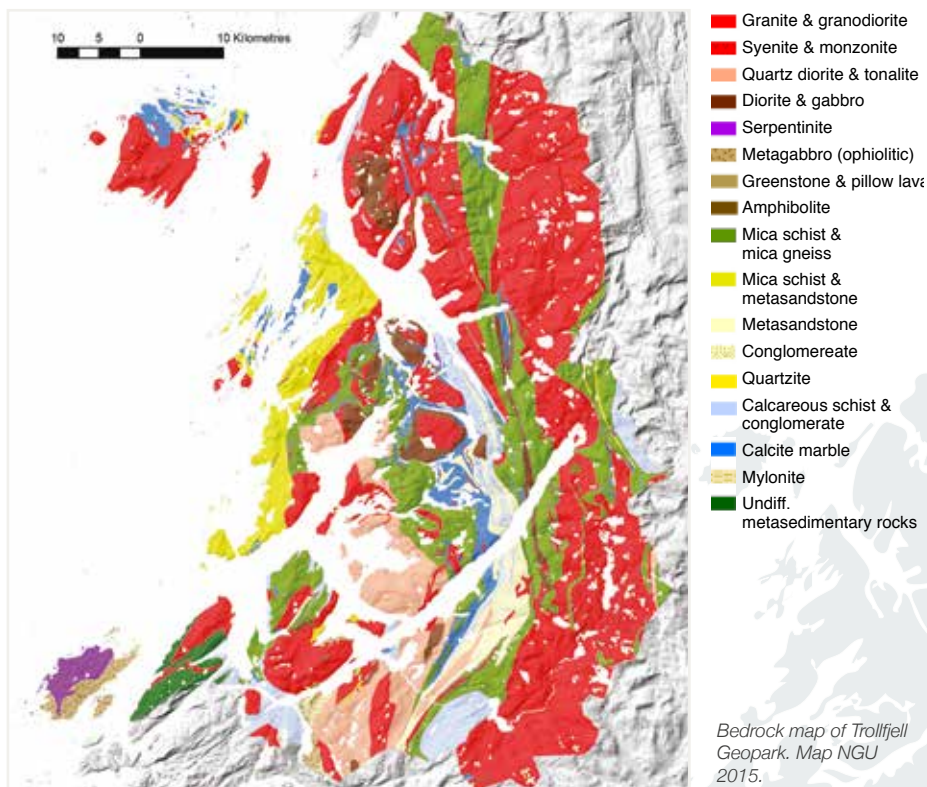 10 5 0 10 Kilometres
Granite & granodiorite
Syenite & monzonite
Quartz diorite & tonalite
Diorite & gabbro
Serpentinite
Metagabbro (ophiolitic)
Greenstone & pillow lava
Amphibolite
Mica schist &
mica gneiss
Mica schist &
metasandstone
Metasandstone
Conglomereate
Quartzite
Calcareous schist &
conglomerate
Calcite marble
Mylonite
Undiff.
metasedimentary rocks
Bedrock map of Trollfjell
Geopark. Map NGU
2015.